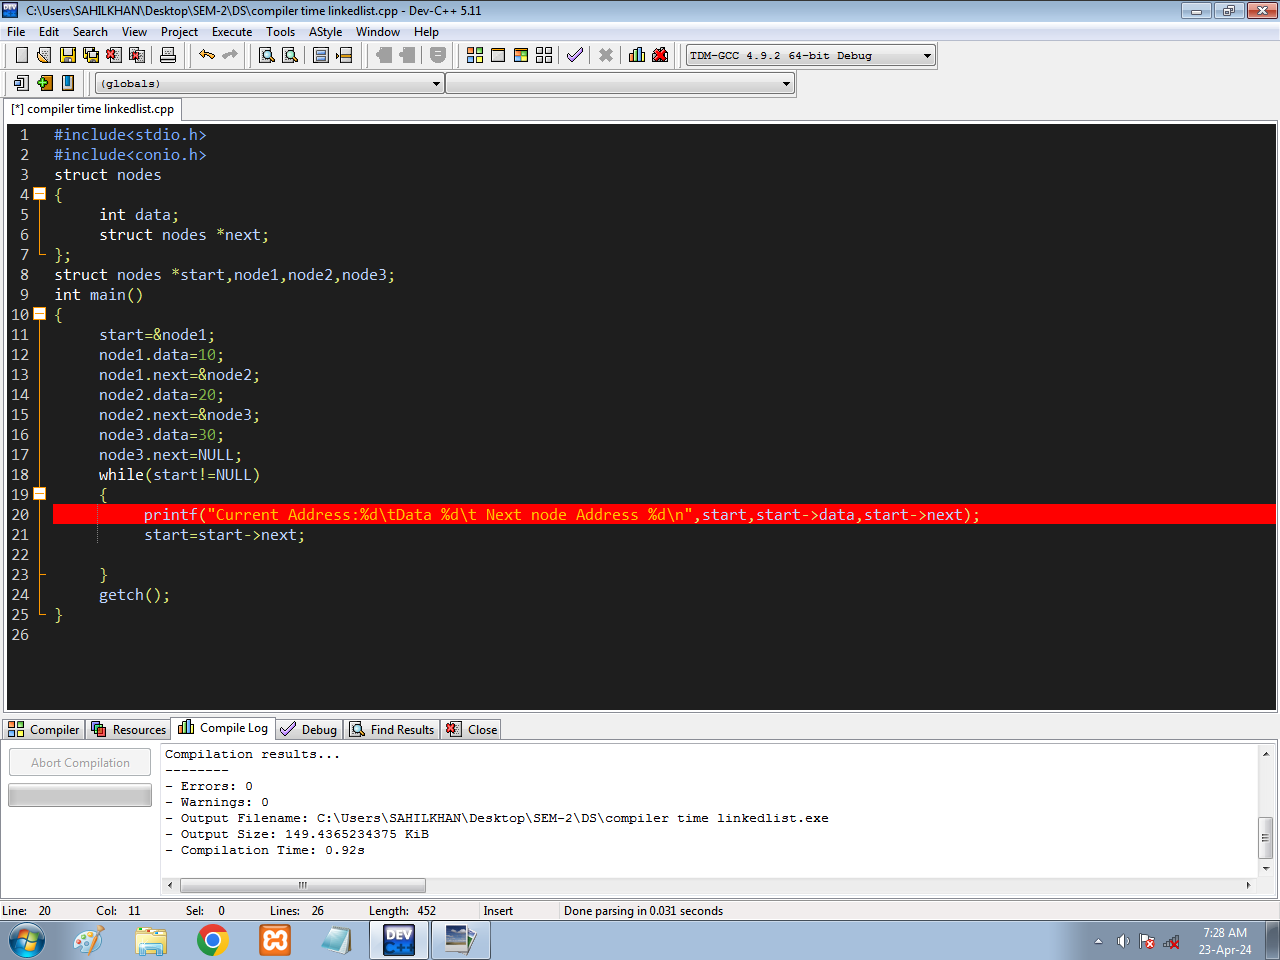 C:\Users\SAHILKHAN\Desktop\SEM-2\DS\compiler time linkedlist.cpp - Dev-C++ 5.11
File Edit Search View Project Execute Tools AStyle Window Help
TDM-GCC 4.9.2 64-bit Debug
(globals)
[*] compiler time linkedlist.cpp
1 #include<stdio.h>
2 #include<conio.h>
3 struct nodes
4 {
5 int data;
6 struct nodes *next;
7 };
8 struct nodes *start,node1,node2,node3;
9 int main()
10 {
11 start=&node1;
12 node1.data=10;
13 node1.next=&node2;
14 node2.data=20;
15 node2.next=&node3;
16 node3.data=30;
17 node3.next=NULL;
18 while(start!=NULL)
19 {
20 printf("Current Address:%d\tData %d\t Next node Address %d\n",start,start->data,start->next);
21 start=start->next;
22
23 }
24 getch();
25 }
26
Compiler Resources Compile Log Debug Find Results Close
Abort Compilation
Compilation results...
--------
- Errors: 0
- Warnings: 0
- Output Filename: C:\Users\SAHILKHAN\Desktop\SEM-2\DS\compiler time linkedlist.exe
- Output Size: 149.4365234375 KiB
- Compilation Time: 0.92s
Line: 20 Col: 11 Sel: 0 Lines: 26 Length: 452 Insert Done parsing in 0.031 seconds
DEV C++
7:28 AM
23-Apr-24